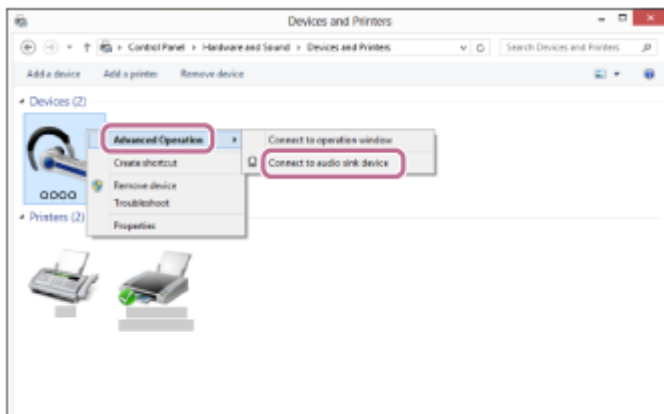 Devices and Printers
Control Panel ▸ Hardware and Sound ▸ Devices and Printers
Search Devices and Printers
Add a device Add a printer Remove device
Devices (2)
Advanced Operation
Connect to operation window
Create shortcut
Connect to audio sink device
Remove device
Troubleshoot
Properties
Printers (2)